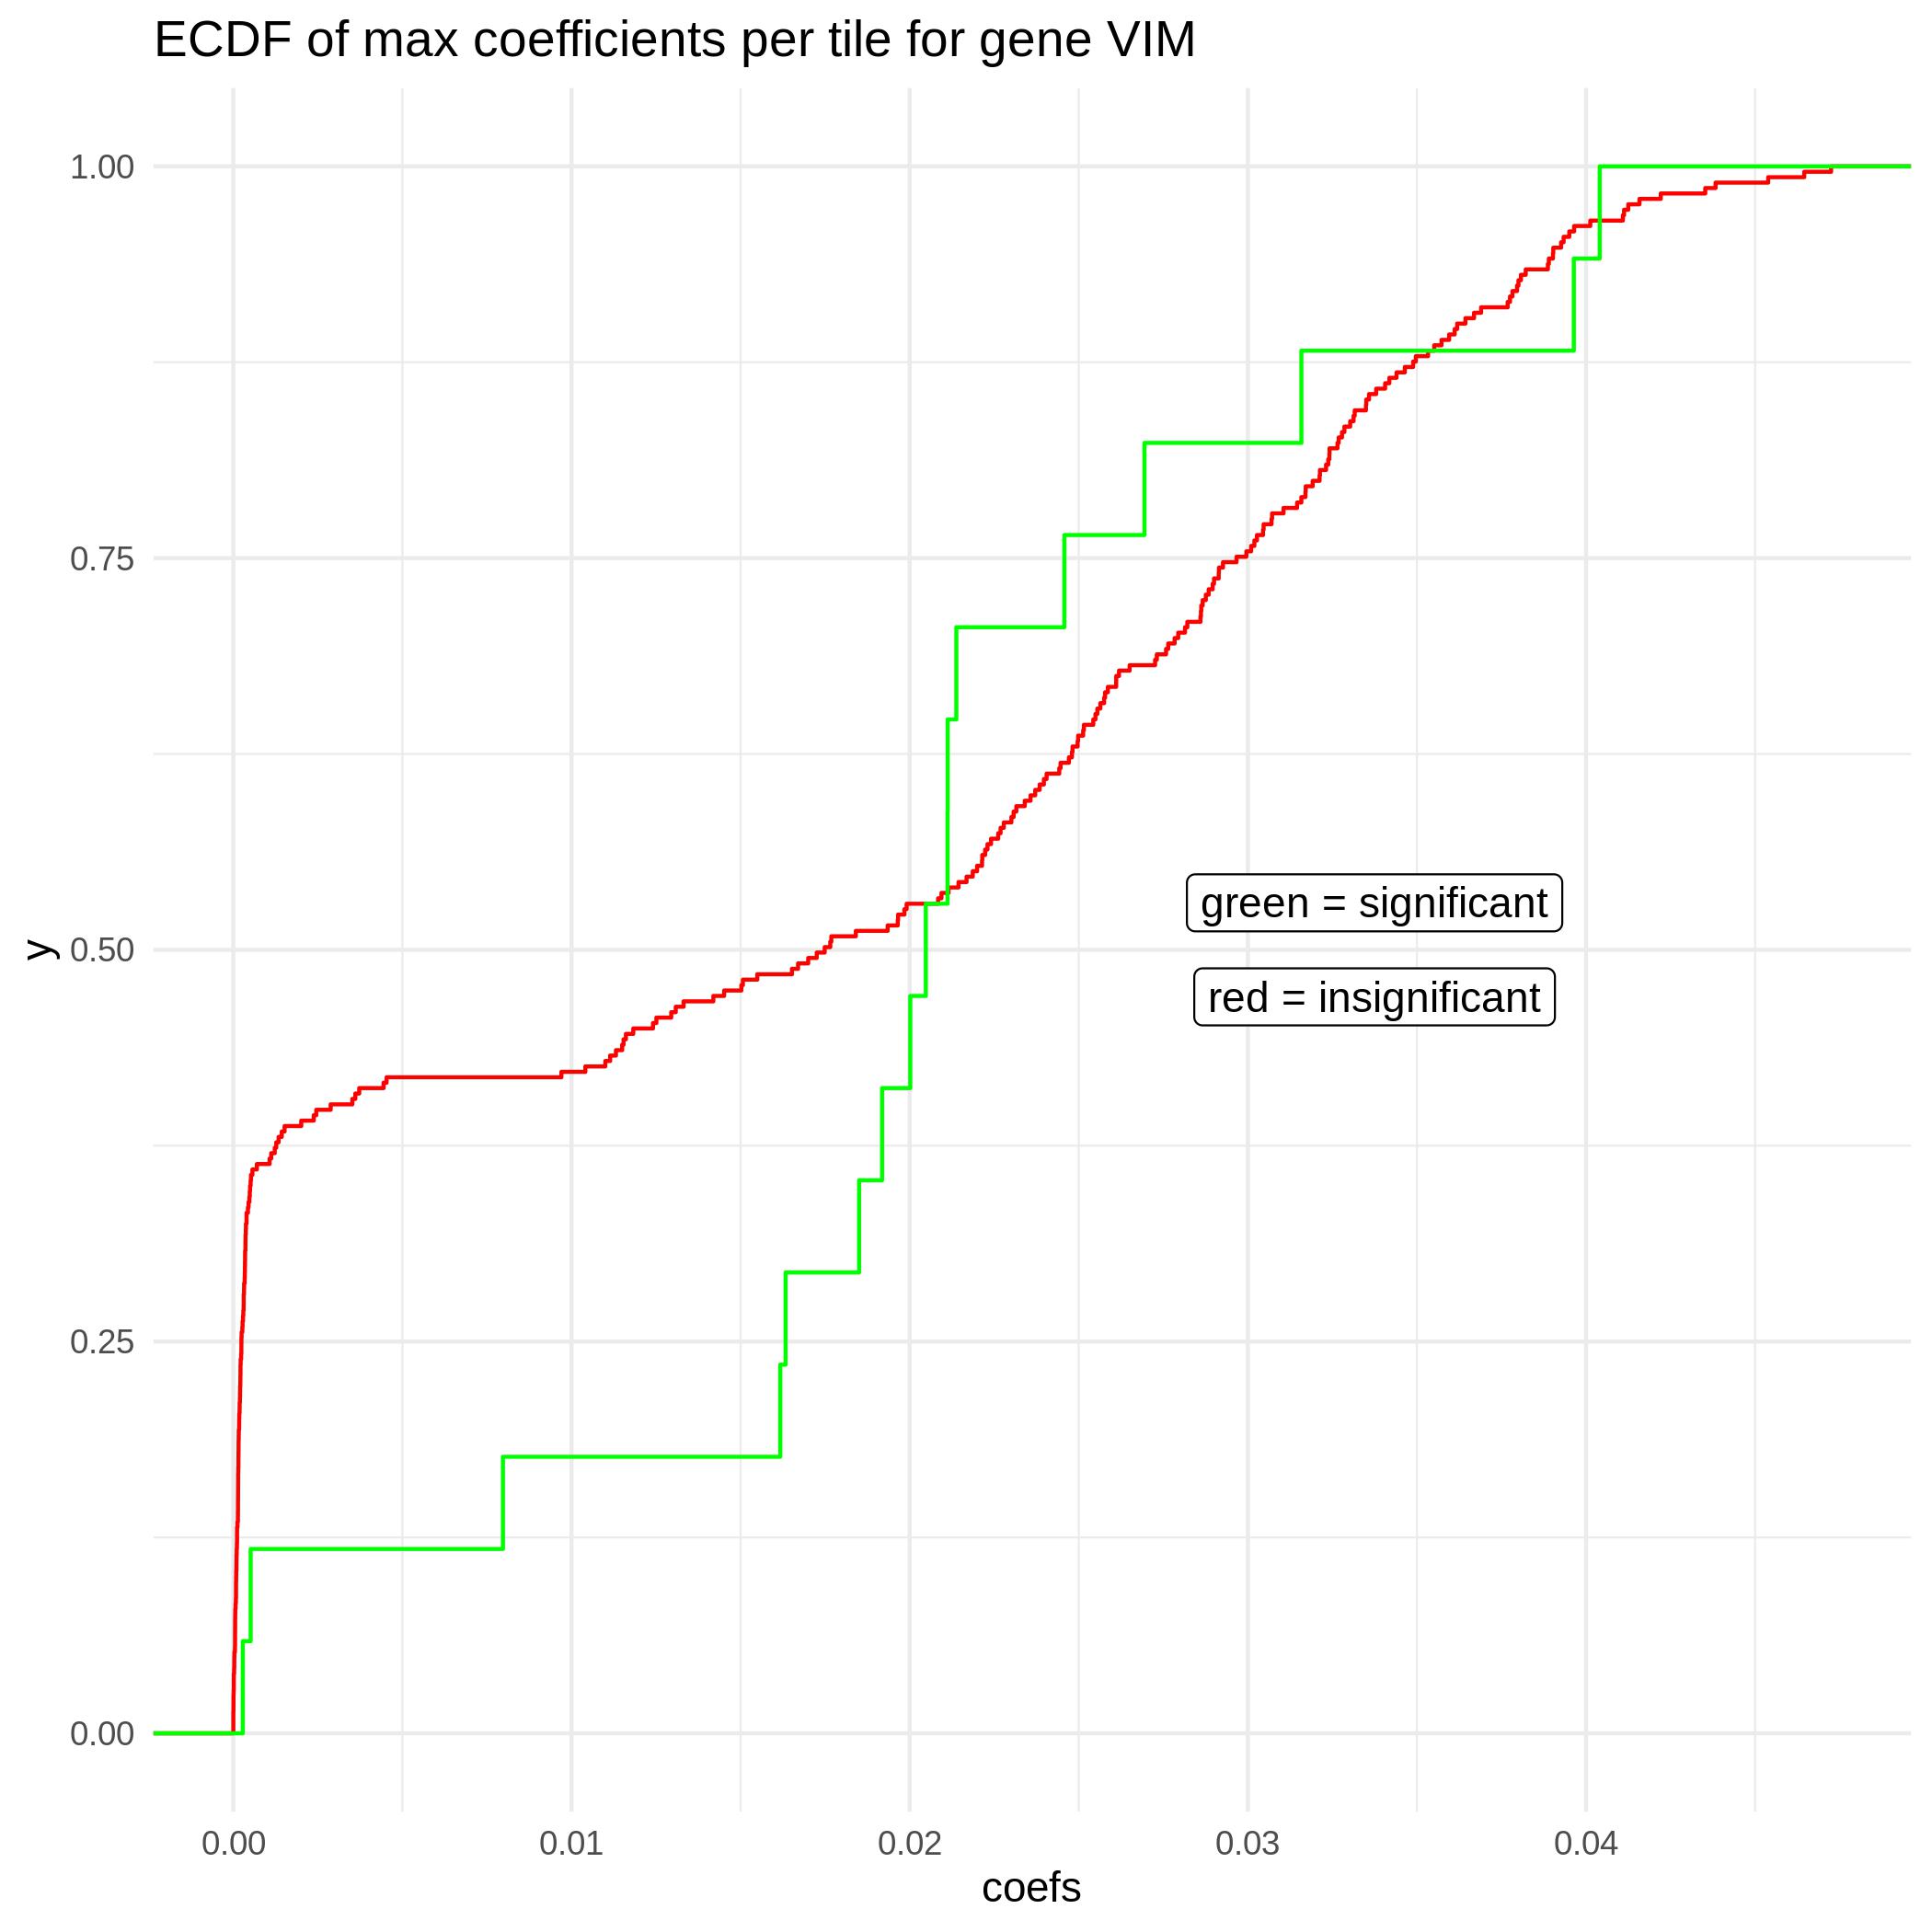 ECDF of max coefficients per tile for gene VIM
1.00
0.75
0.50
0.25
0.00
y
green = significant
red = insignificant
0.00 0.01 0.02 0.03 0.04
coefs